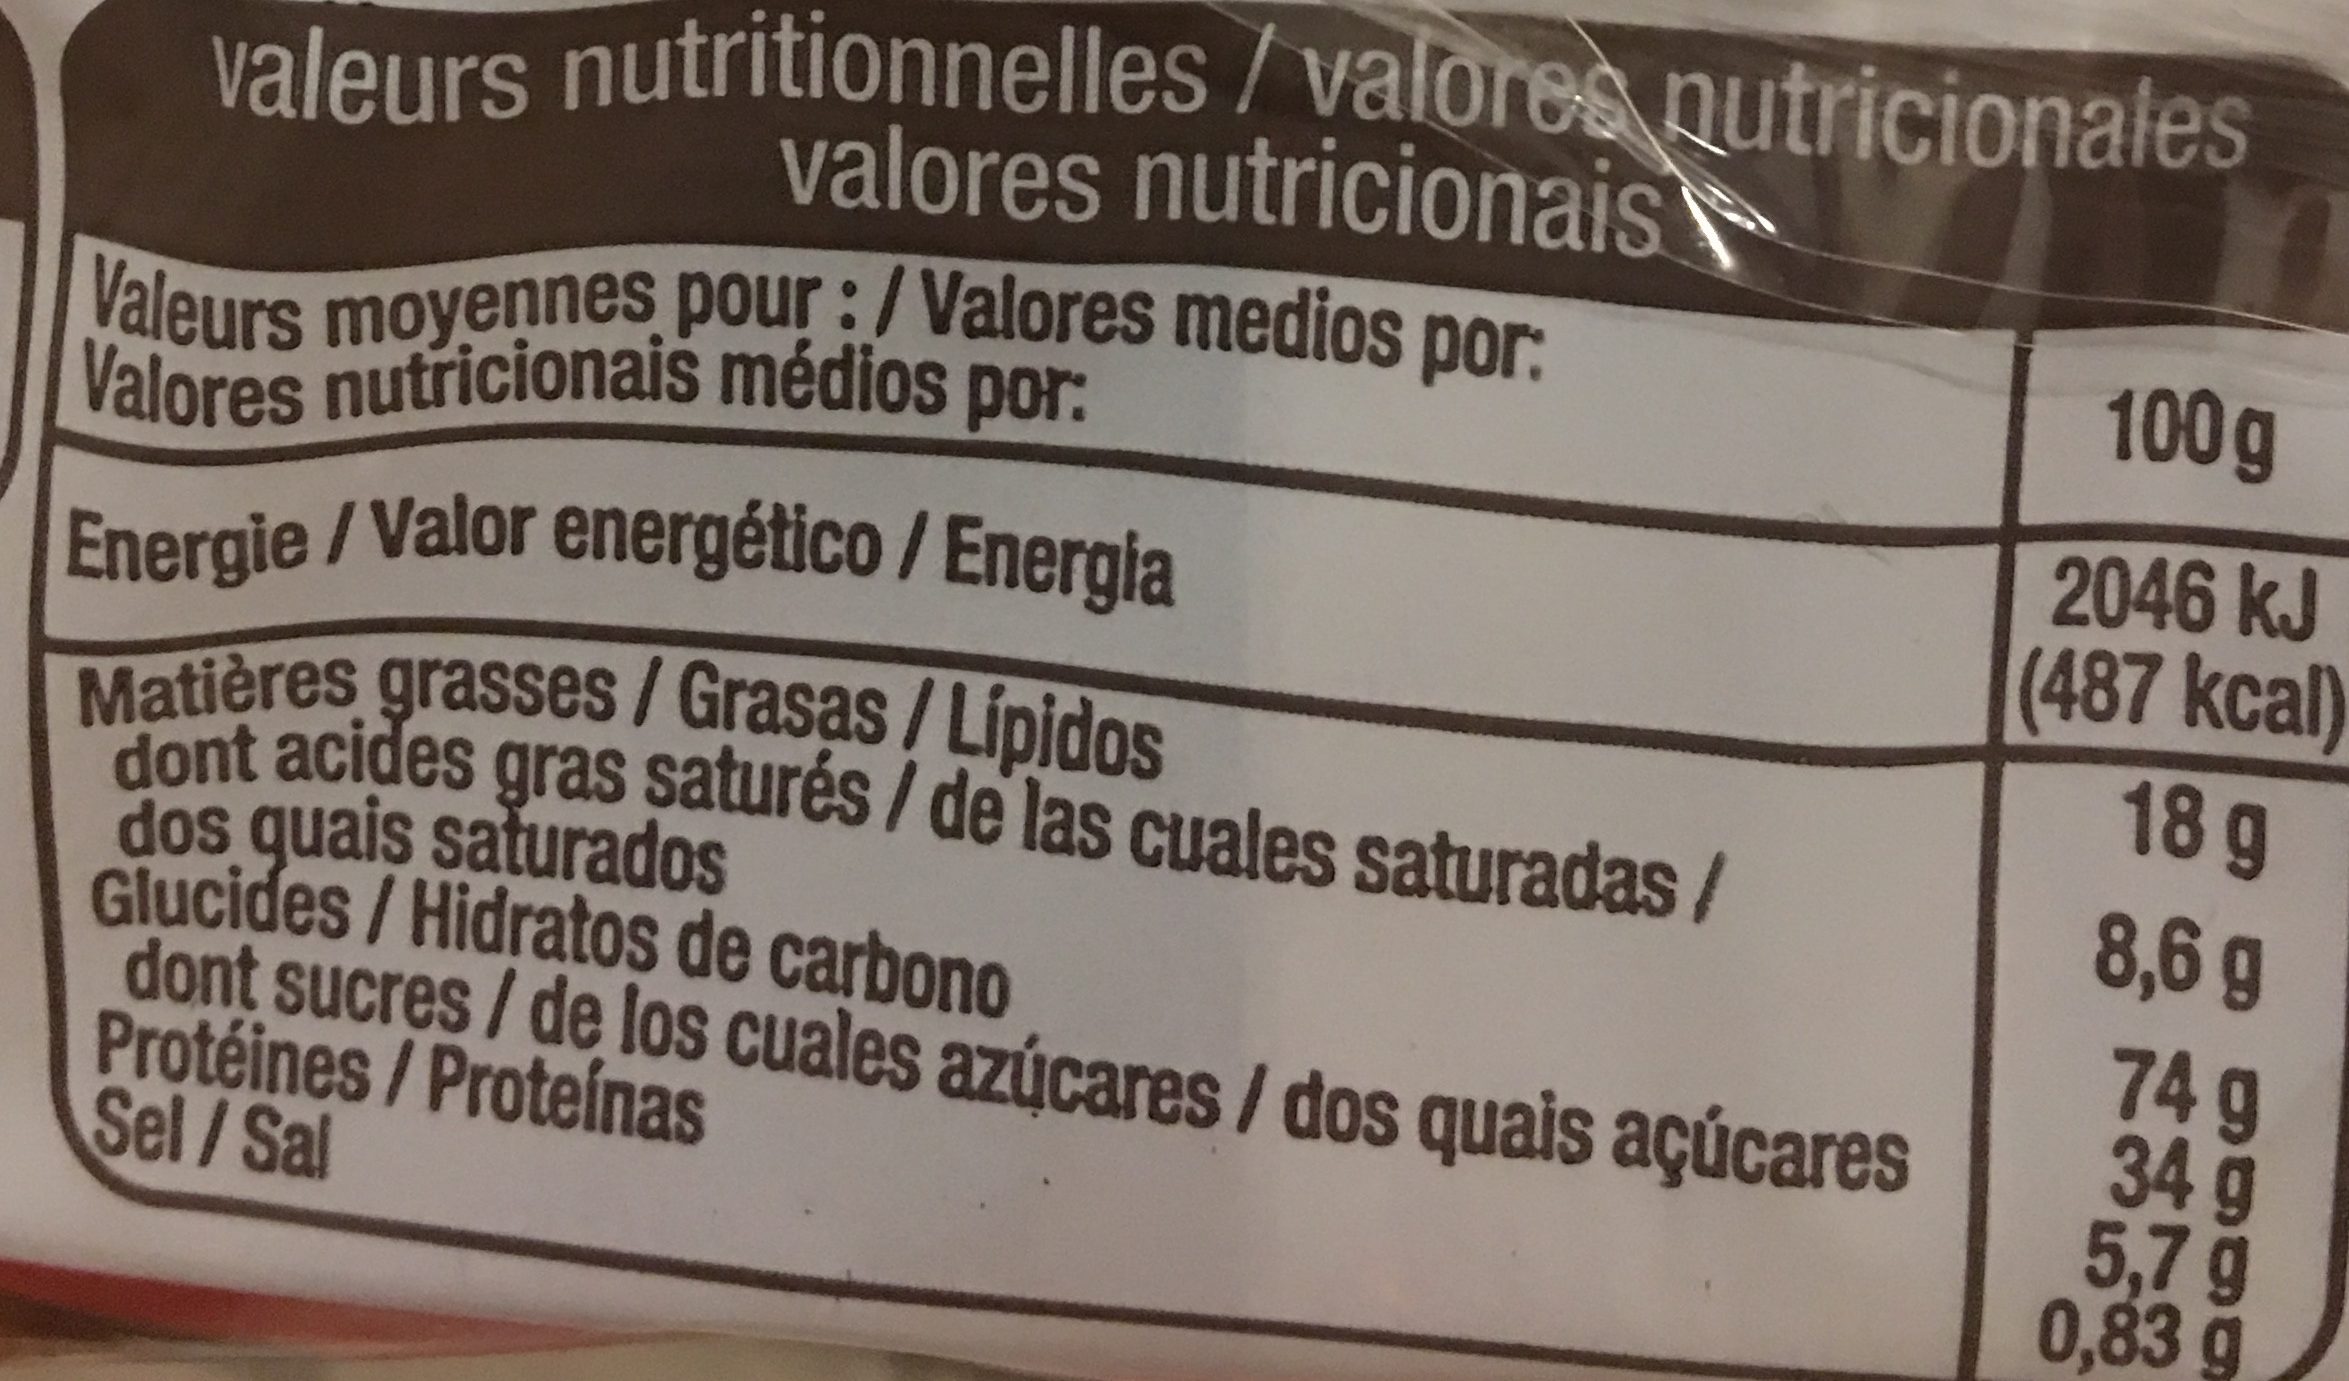 valeurs nutritionnelles / valores nutricionales
valores nutricionais
Valeurs moyennes pour : / Valores medios por:
Valores nutricionais médios por:
100 g
Energie / Valor energético / Energia
2046 kJ
(487 kcal)
Matières grasses / Grasas / Lípidos
18 g
dont acides gras saturés / de las cuales saturadas /
dos quais saturados
8,6 g
Glucides / Hidratos de carbono
74 g
dont sucres / de los cuales azúcares / dos quais açúcares
34 g
Protéines / Proteínas
5,7 g
Sel / Sal
0,83 g